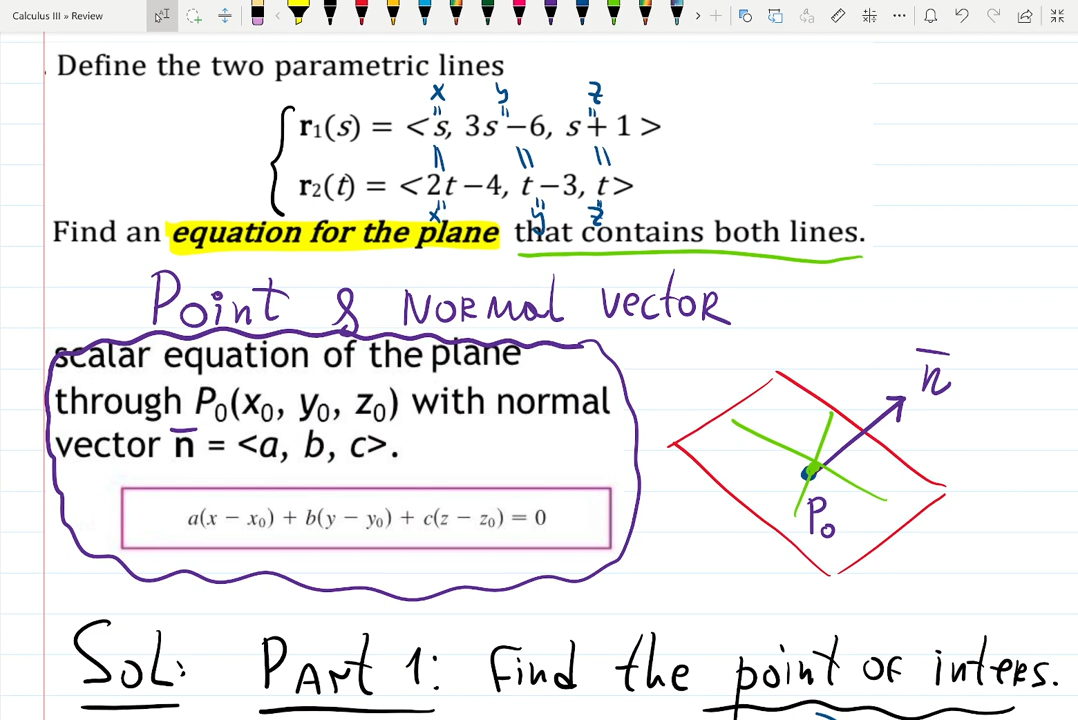 Calculus III » Review
Define the two parametric lines
x y z
" " "
r₁(s) = <s, 3s – 6, s + 1>
|| || ||
r₂(t) = <2t – 4, t – 3, t>
" " "
x y z
Find an equation for the plane that contains both lines.
Point & NORMAL vector
scalar equation of the plane
through P₀(x₀, y₀, z₀) with normal
vector n̅ = <a, b, c>.
a(x − x₀) + b(y − y₀) + c(z − z₀) = 0
n̅
P₀
SOL: PART 1: Find the point OF inters.